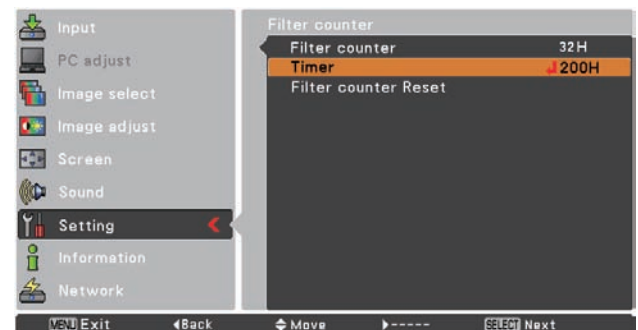 Input
PC adjust
Image select
Image adjust
Screen
Sound
Setting
Information
Network
Filter counter
Filter counter 32H
Timer 200H
Filter counter Reset
MENU Exit Back Move ----- SELECT Next